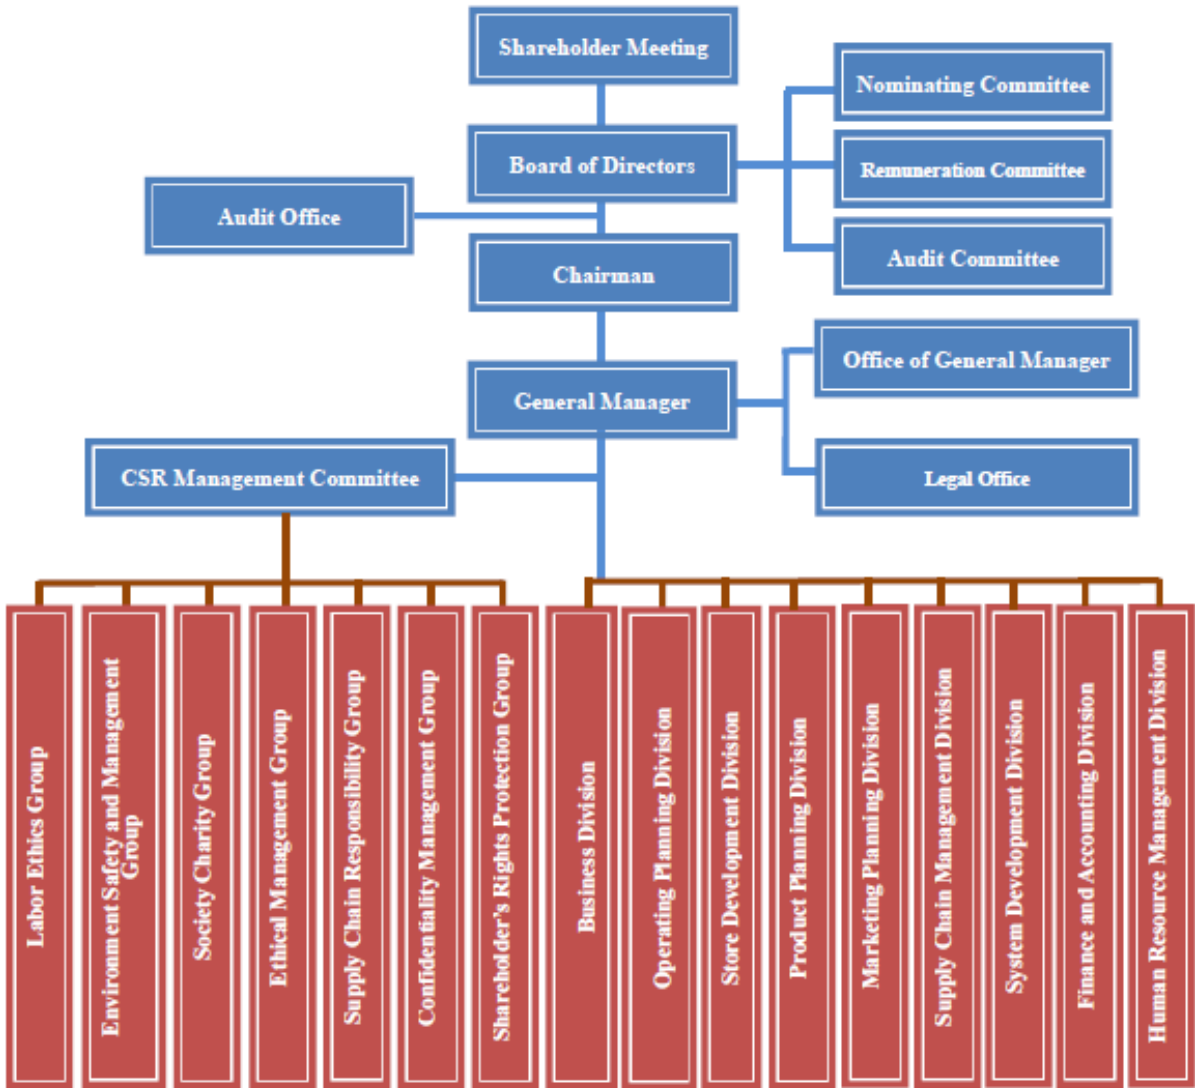 Shareholder Meeting
Nominating Committee
Board of Directors
Remuneration Committee
Audit Office
Audit Committee
Chairman
Office of General Manager
General Manager
CSR Management Committee
Legal Office
Labor Ethics Group
Environment Safety and Management
Group
Society Charity Group
Ethical Management Group
Supply Chain Responsibility Group
Confidentiality Management Group
Shareholder's Rights Protection Group
Business Division
Operating Planning Division
Store Development Division
Product Planning Division
Marketing Planning Division
Supply Chain Management Division
System Development Division
Finance and Accounting Division
Human Resource Management Division